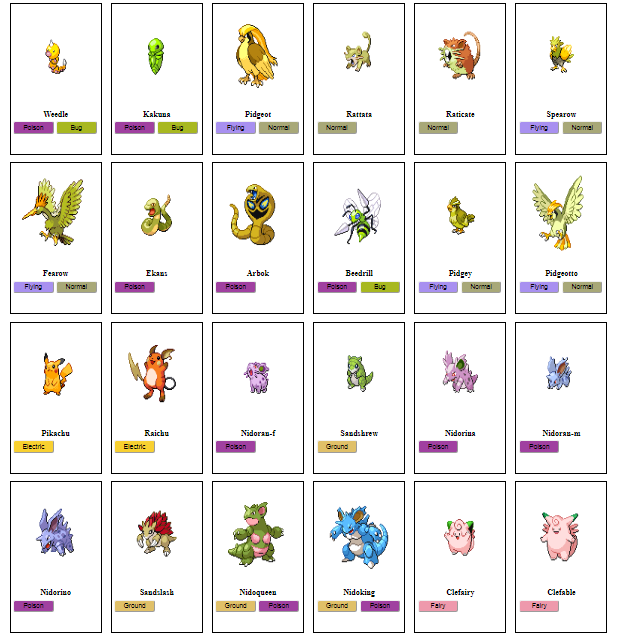 Weedle Kakuna Pidgeot Rattata Raticate Spearow
Poison Bug Poison Bug Flying Normal Normal Normal Flying Normal
Fearow Ekans Arbok Beedrill Pidgey Pidgeotto
Flying Normal Poison Poison Poison Bug Flying Normal Flying Normal
Pikachu Raichu Nidoran-f Sandshrew Nidorina Nidoran-m
Electric Electric Poison Ground Poison Poison
Nidorino Sandslash Nidoqueen Nidoking Clefairy Clefable
Poison Ground Ground Poison Ground Poison Fairy Fairy